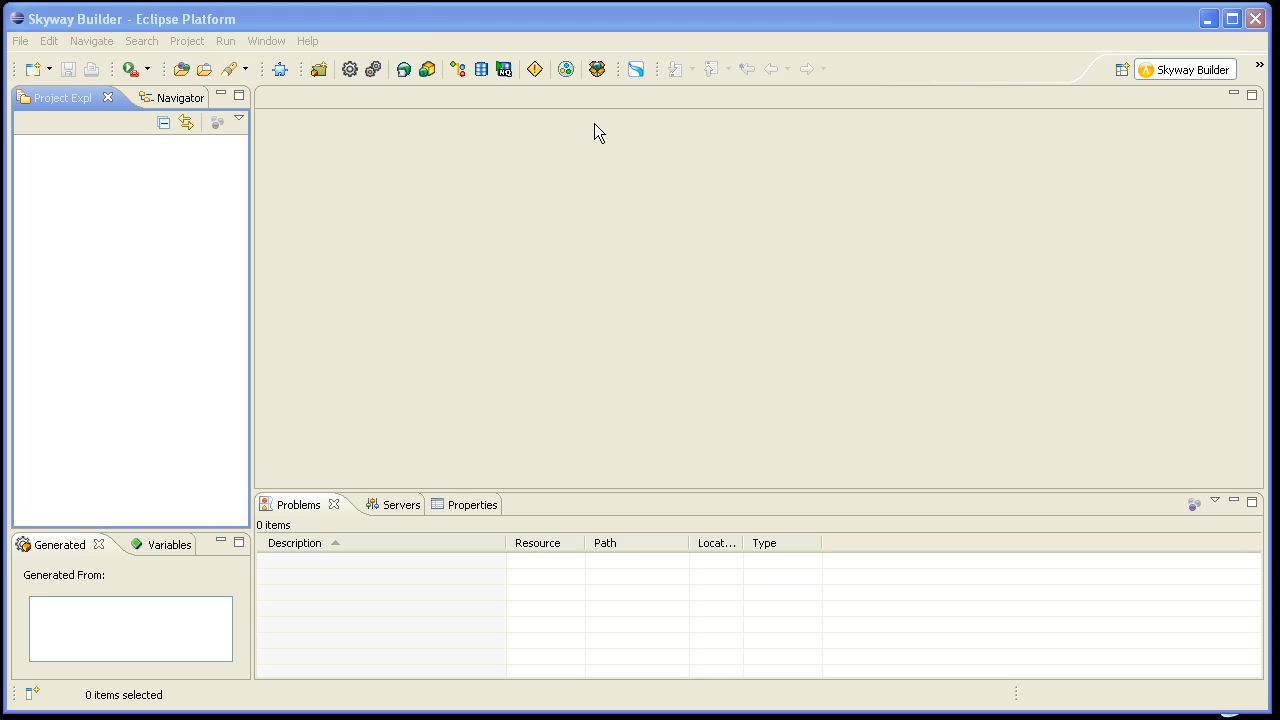 Skyway Builder - Eclipse Platform
File Edit Navigate Search Project Run Window Help
Skyway Builder
Project Expl Navigator
Problems Servers Properties
0 items
Description Resource Path Locat... Type
Generated Variables
Generated From:
0 items selected